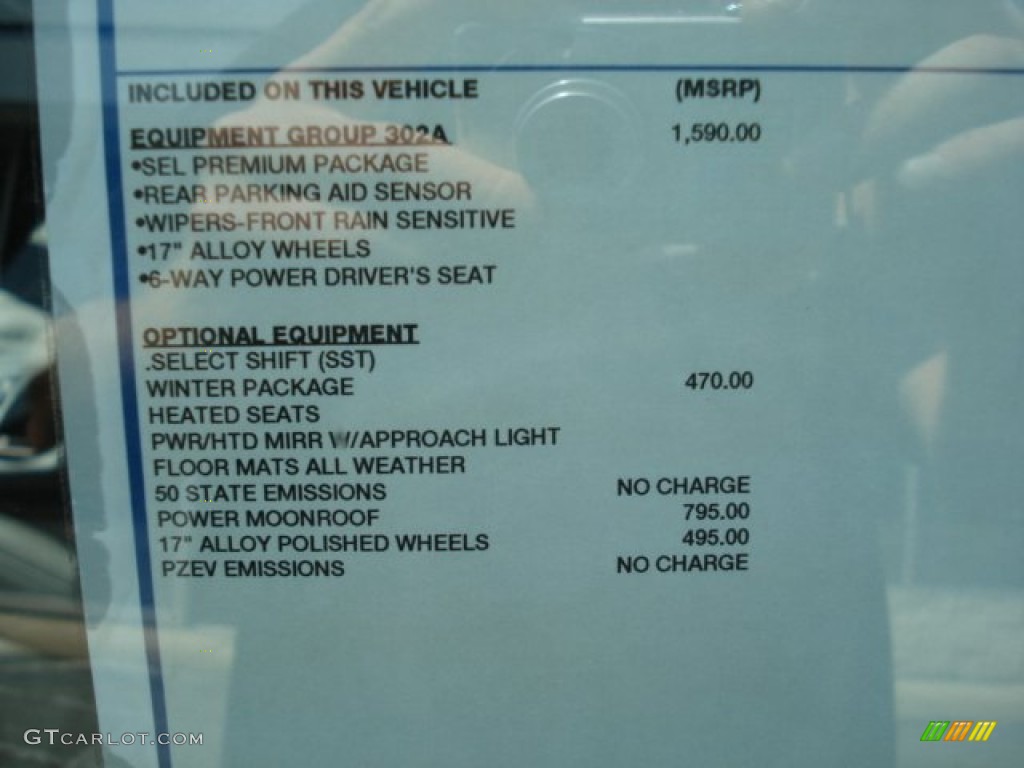 INCLUDED ON THIS VEHICLE (MSRP)
EQUIPMENT GROUP 302A 1,590.00
•SEL PREMIUM PACKAGE
•REAR PARKING AID SENSOR
•WIPERS-FRONT RAIN SENSITIVE
•17" ALLOY WHEELS
•6-WAY POWER DRIVER'S SEAT
OPTIONAL EQUIPMENT
.SELECT SHIFT (SST)
WINTER PACKAGE 470.00
HEATED SEATS
PWR/HTD MIRR W/APPROACH LIGHT
FLOOR MATS ALL WEATHER
50 STATE EMISSIONS NO CHARGE
POWER MOONROOF 795.00
17" ALLOY POLISHED WHEELS 495.00
PZEV EMISSIONS NO CHARGE
GTCARLOT.COM